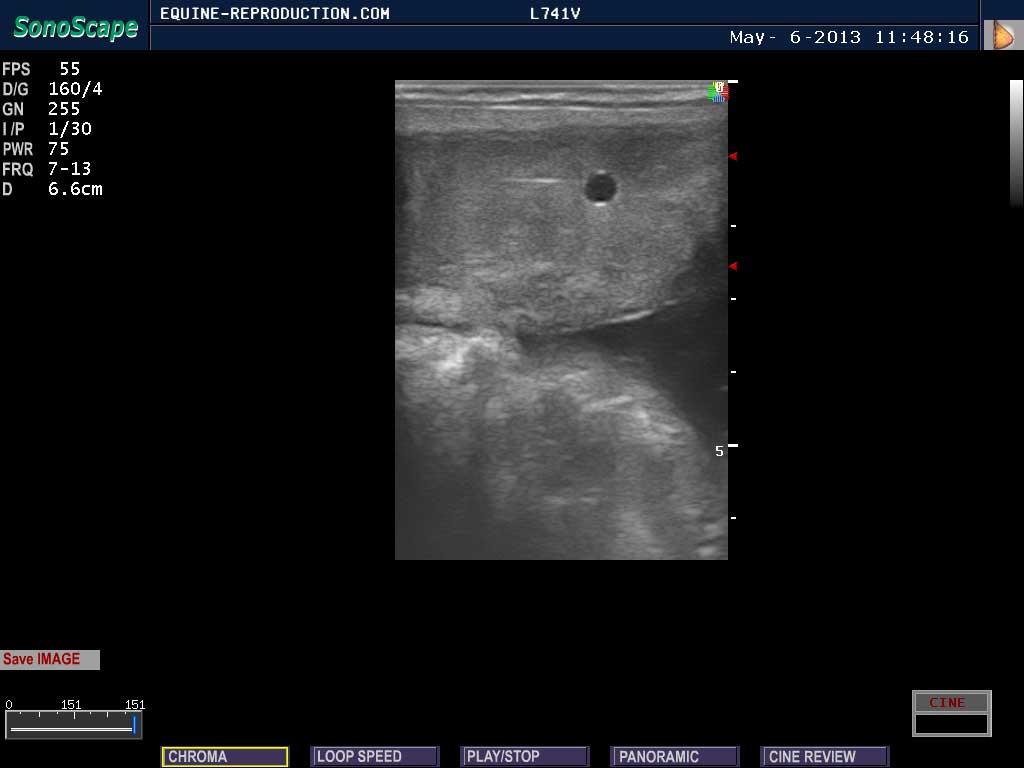 SonoScape
EQUINE-REPRODUCTION.COM L741V
May- 6-2013 11:48:16
FPS 55
D/G 160/4
GN 255
I/P 1/30
PWR 75
FRQ 7-13
D 6.6cm
5
Save IMAGE
0 151 151
CINE
CHROMA LOOP SPEED PLAY/STOP PANORAMIC CINE REVIEW